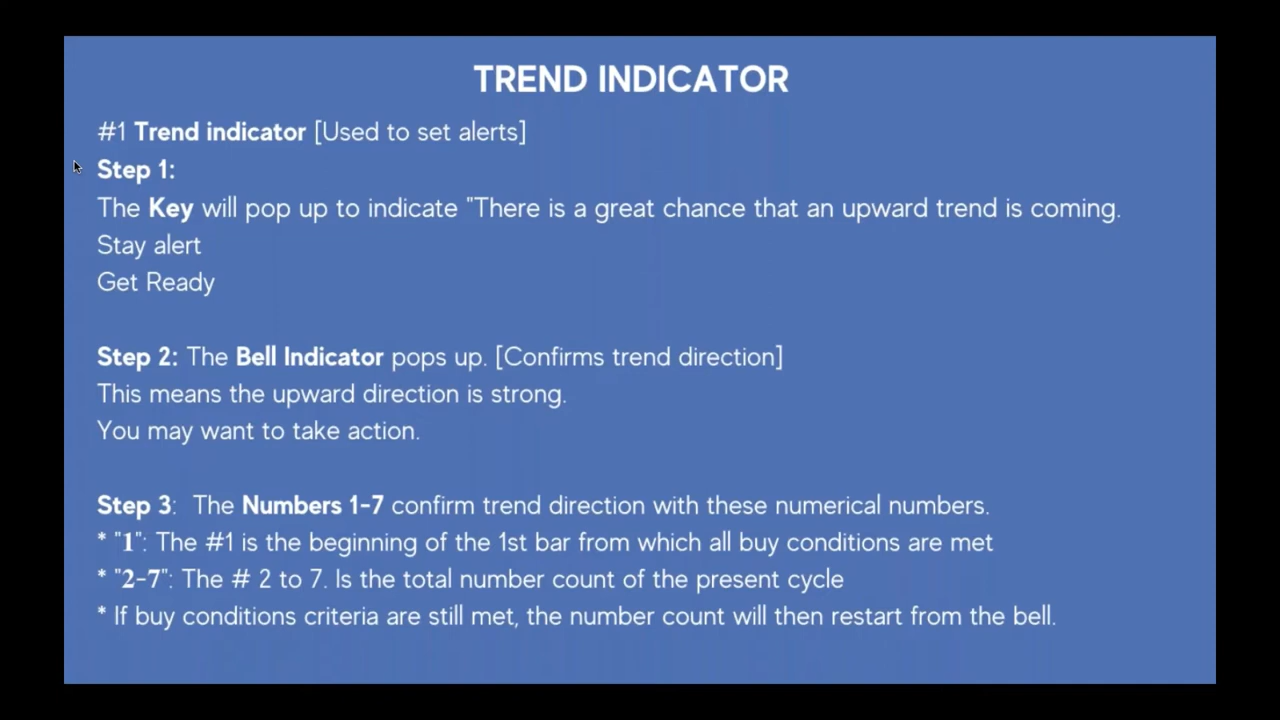 TREND INDICATOR
#1 Trend indicator [Used to set alerts]
Step 1:
The Key will pop up to indicate "There is a great chance that an upward trend is coming.
Stay alert
Get Ready
Step 2: The Bell Indicator pops up. [Confirms trend direction]
This means the upward direction is strong.
You may want to take action.
Step 3: The Numbers 1-7 confirm trend direction with these numerical numbers.
* "1": The #1 is the beginning of the 1st bar from which all buy conditions are met
* "2-7": The # 2 to 7. Is the total number count of the present cycle
* If buy conditions criteria are still met, the number count will then restart from the bell.